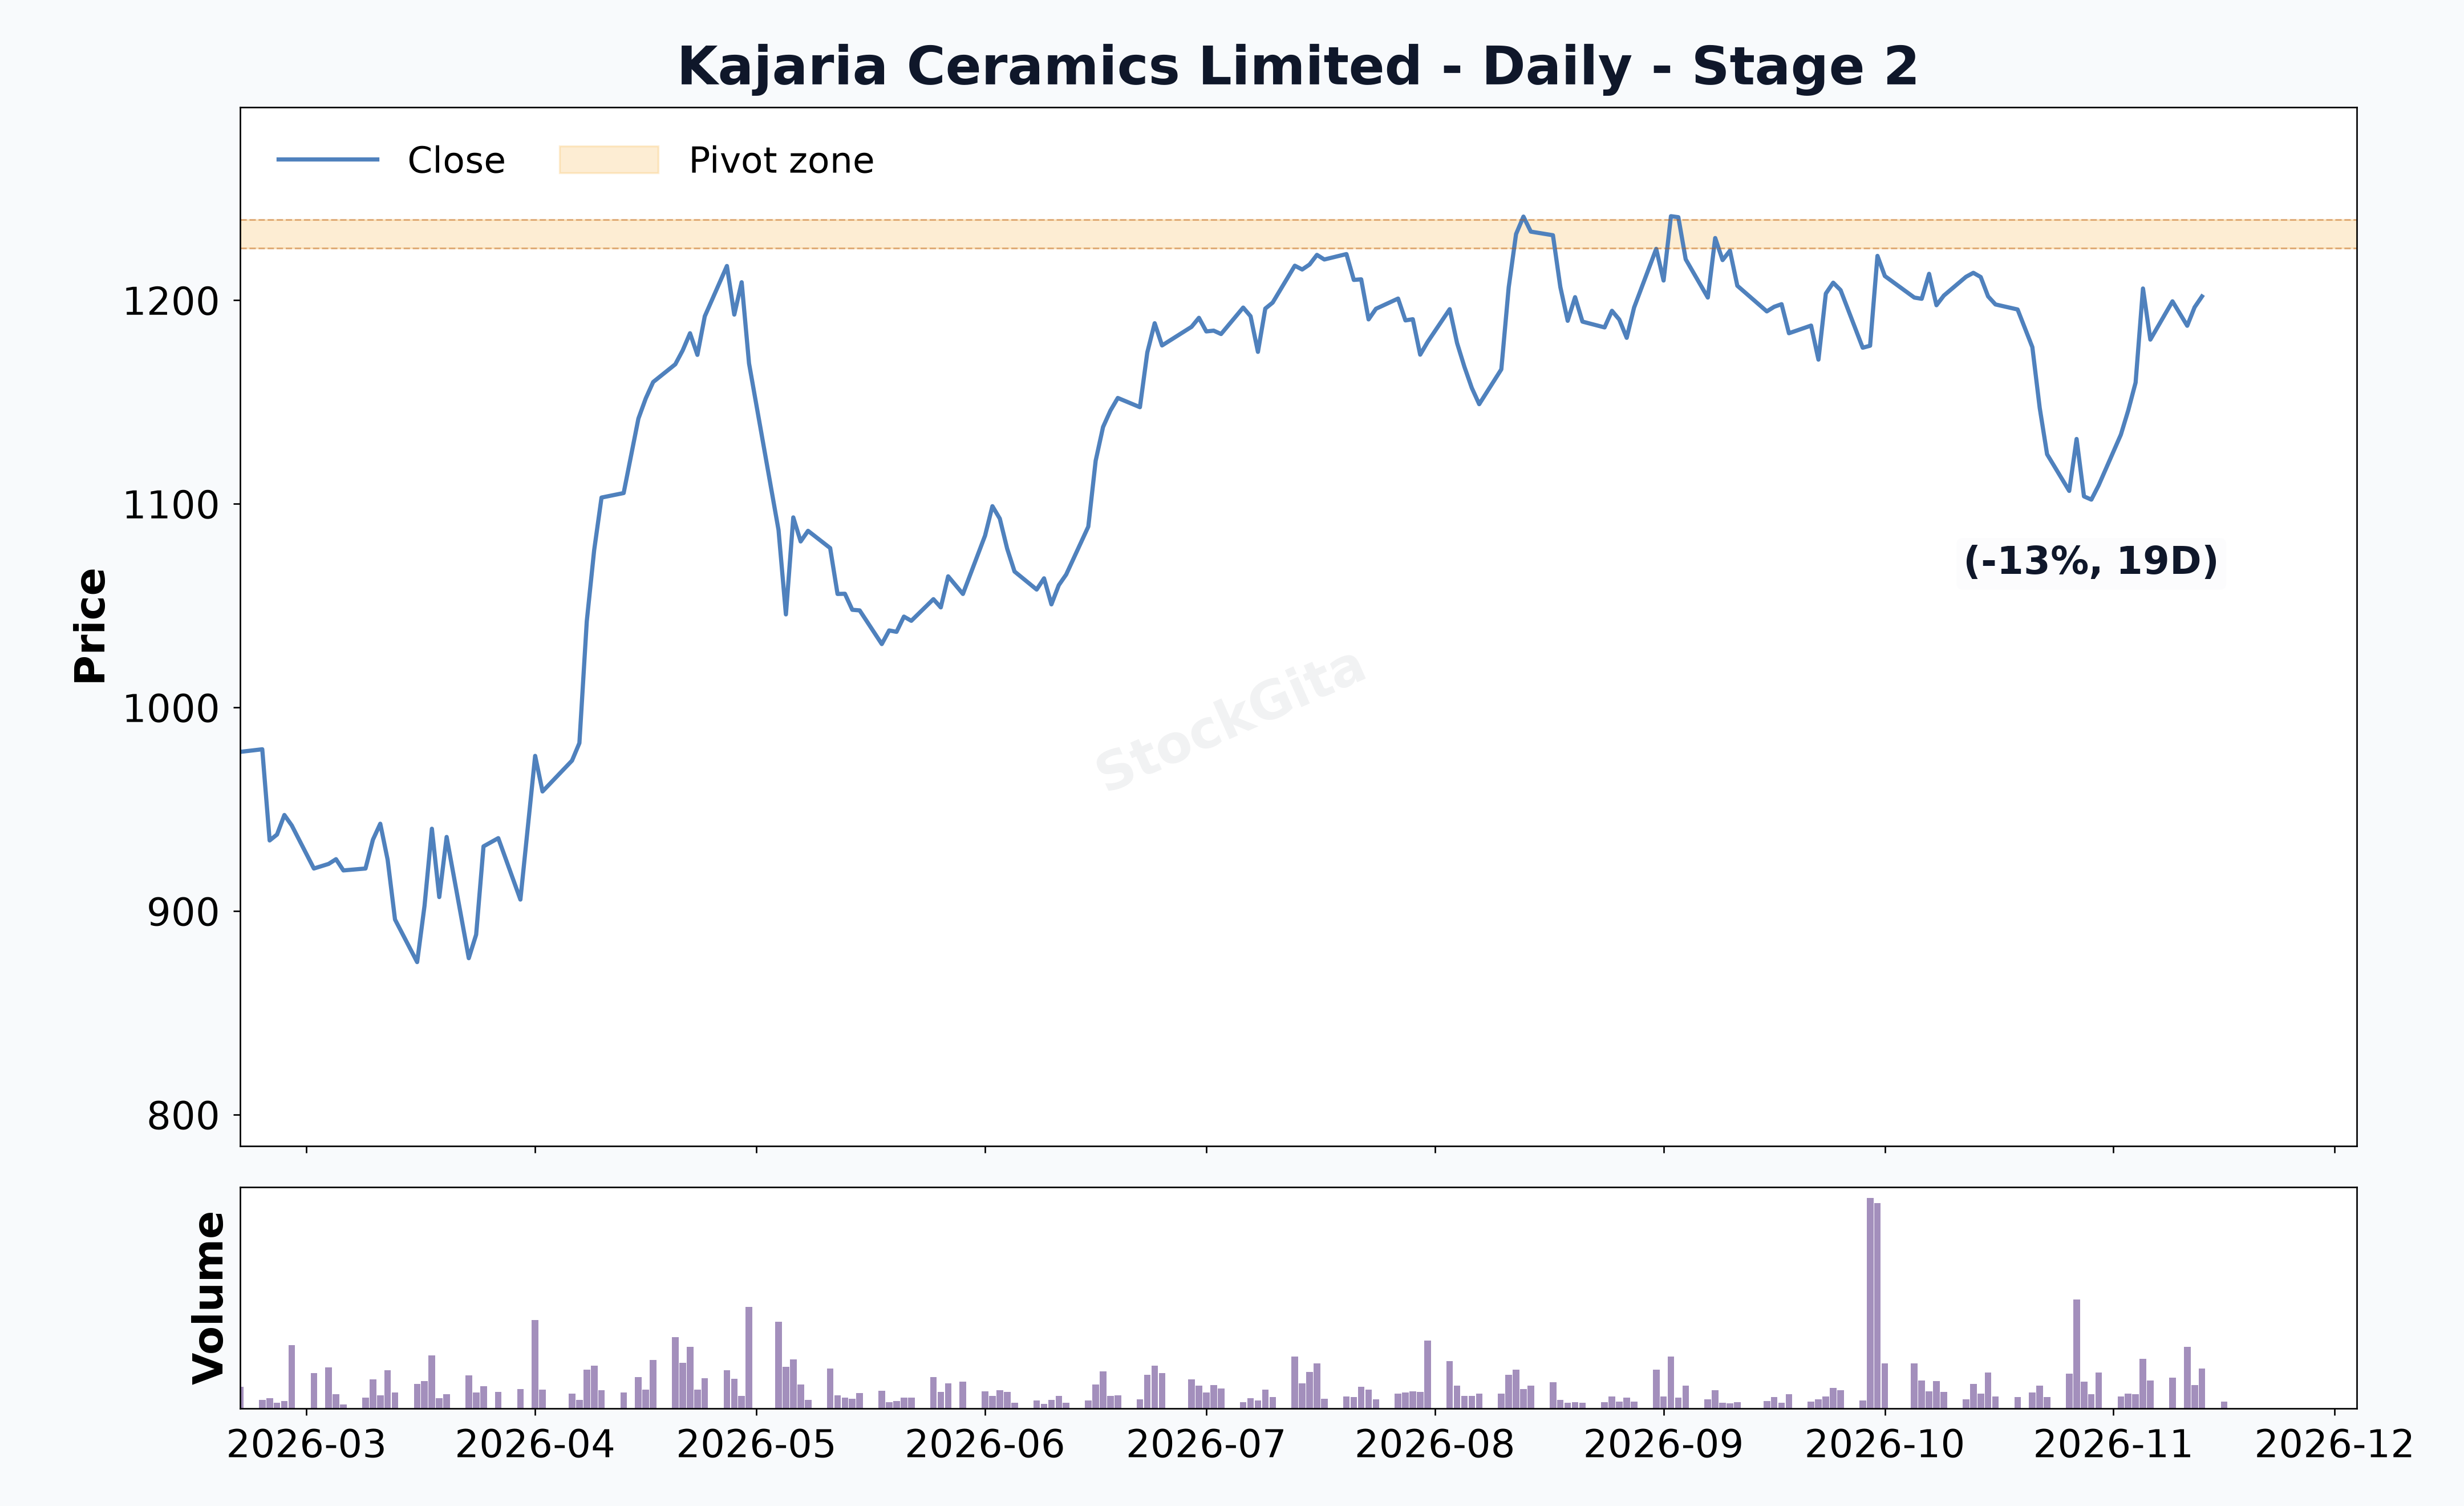 Kajaria Ceramics Limited - Daily - Stage 2
Close
Pivot zone
1200
1100
1000
900
800
Price
(-13%, 19D)
StockGita
Volume
2026-03
2026-04
2026-05
2026-06
2026-07
2026-08
2026-09
2026-10
2026-11
2026-12